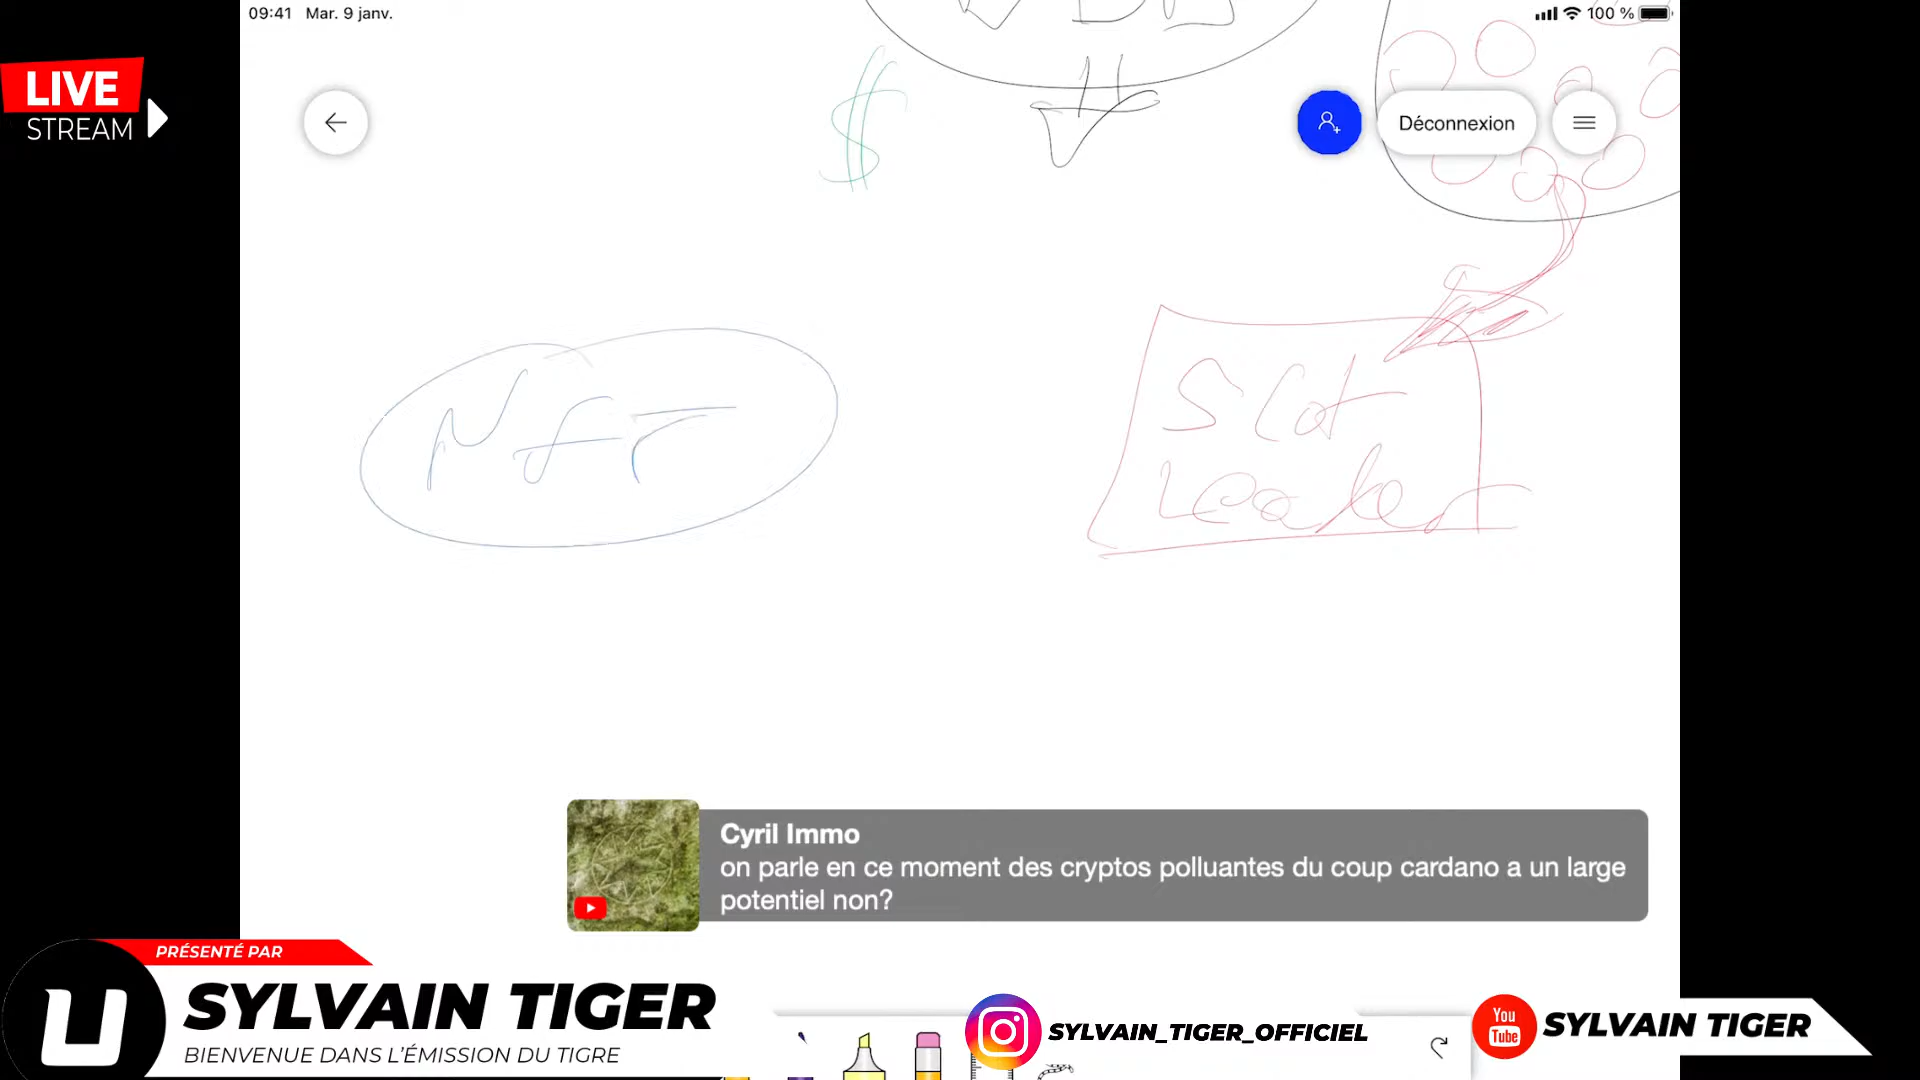 09:41 Mar. 9 janv.
100 %
LIVE
STREAM
$
Déconnexion
NFT
Slot
Leader
Cyril Immo
on parle en ce moment des cryptos polluantes du coup cardano a un large
potentiel non?
PRÉSENTÉ PAR
SYLVAIN TIGER
BIENVENUE DANS L'ÉMISSION DU TIGRE
SYLVAIN_TIGER_OFFICIEL
You
Tube
SYLVAIN TIGER